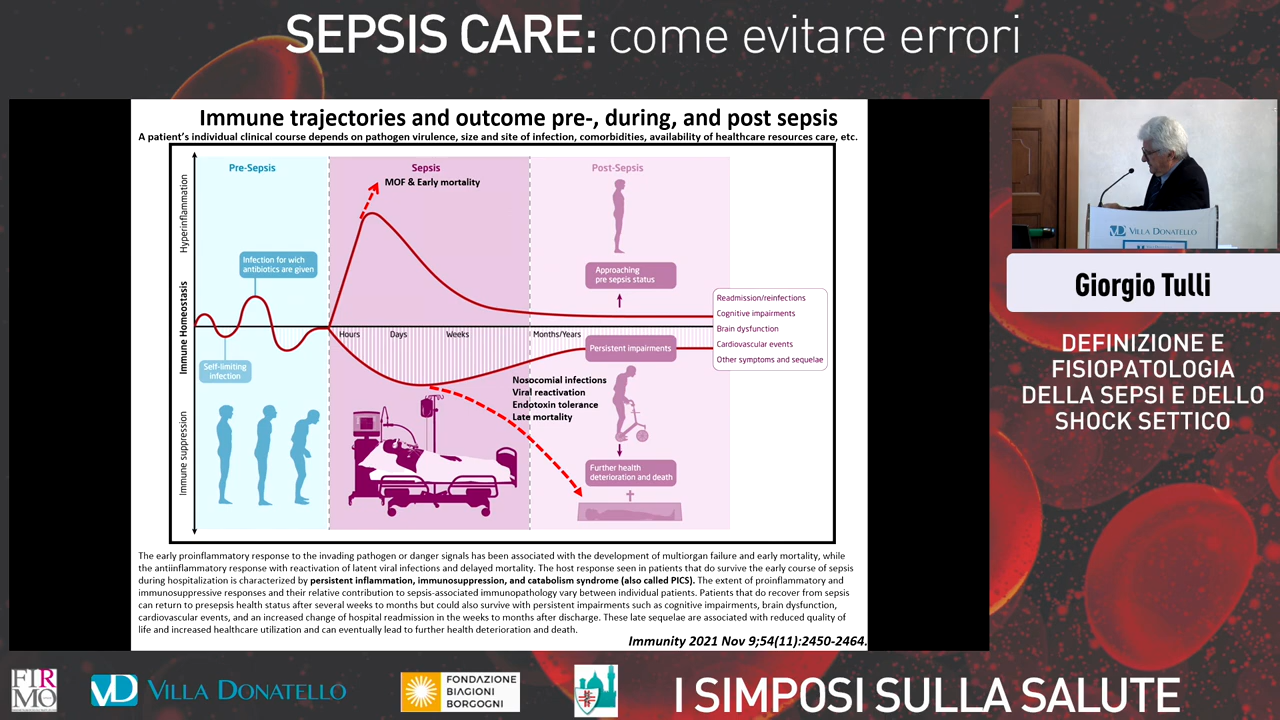 SEPSIS CARE: come evitare errori
Immune trajectories and outcome pre-, during, and post sepsis
A patient's individual clinical course depends on pathogen virulence, size and site of infection, comorbidities, availability of healthcare resources care, etc.
Hyperinflammation
Immune Homeostasis
Immune suppression
Pre-Sepsis
Sepsis
Post-Sepsis
MOF & Early mortality
Infection for wich
antibiotics are given
Self-limiting
infection
Hours
Days
Weeks
Months/Years
Approaching
pre sepsis status
Persistent impairments
Readmission/reinfections
Cognitive impairments
Brain dysfunction
Cardiovascular events
Other symptoms and sequelae
Nosocomial infections
Viral reactivation
Endotoxin tolerance
Late mortality
Further health
deterioration and death
The early proinflammatory response to the invading pathogen or danger signals has been associated with the development of multiorgan failure and early mortality, while
the antiinflammatory response with reactivation of latent viral infections and delayed mortality. The host response seen in patients that do survive the early course of sepsis
during hospitalization is characterized by persistent inflammation, immunosuppression, and catabolism syndrome (also called PICS). The extent of proinflammatory and
immunosuppressive responses and their relative contribution to sepsis-associated immunopathology vary between individual patients. Patients that do recover from sepsis
can return to presepsis health status after several weeks to months but could also survive with persistent impairments such as cognitive impairments, brain dysfunction,
cardiovascular events, and an increased change of hospital readmission in the weeks to months after discharge. These late sequelae are associated with reduced quality of
life and increased healthcare utilization and can eventually lead to further health deterioration and death.
Immunity 2021 Nov 9;54(11):2450-2464.
VD VILLA DONATELLO
Giorgio Tulli
DEFINIZIONE E
FISIOPATOLOGIA
DELLA SEPSI E DELLO
SHOCK SETTICO
FIR
MO
VD VILLA DONATELLO
FONDAZIONE
BIAGIONI
BORGOGNI
I SIMPOSI SULLA SALUTE